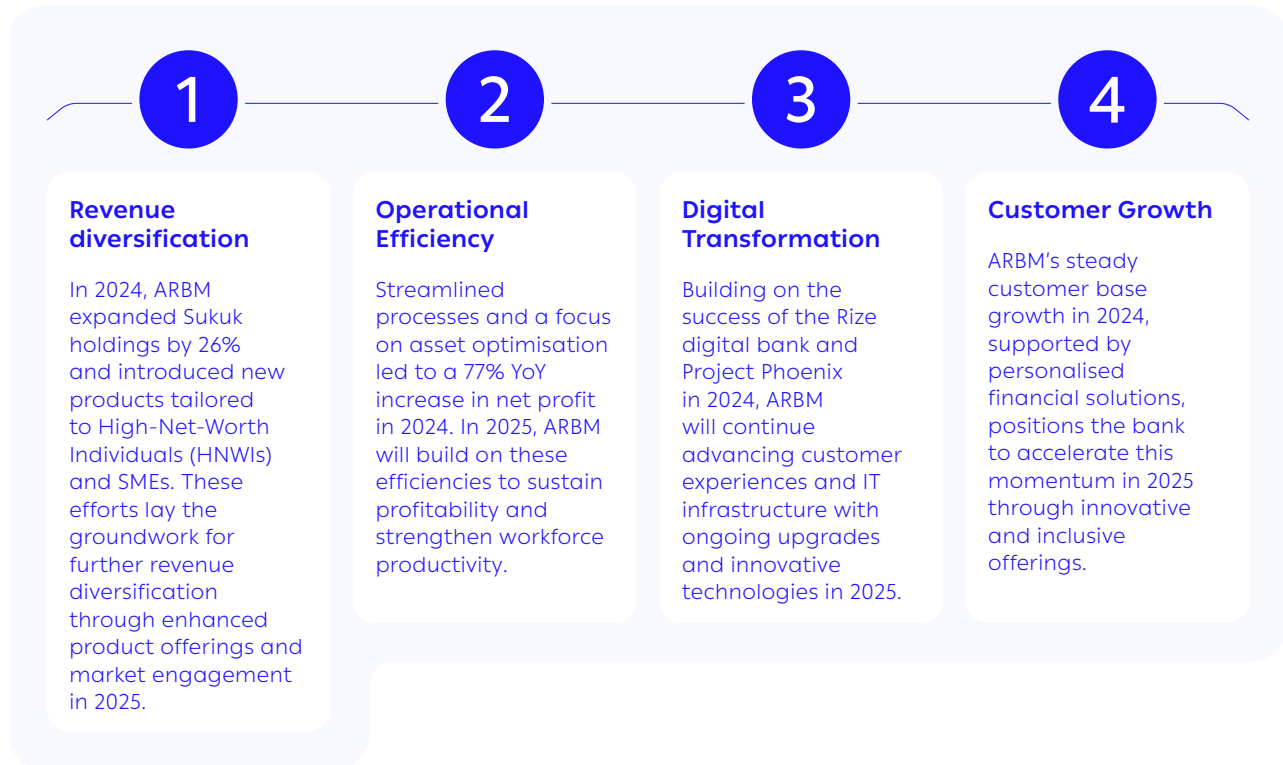 1
Revenue
diversification
In 2024, ARBM
expanded Sukuk
holdings by 26%
and introduced new
products tailored
to High-Net-Worth
Individuals (HNWIs)
and SMEs. These
efforts lay the
groundwork for
further revenue
diversification
through enhanced
product offerings and
market engagement
in 2025.
2
Operational
Efficiency
Streamlined
processes and a focus
on asset optimisation
led to a 77% YoY
increase in net profit
in 2024. In 2025, ARBM
will build on these
efficiencies to sustain
profitability and
strengthen workforce
productivity.
3
Digital
Transformation
Building on the
success of the Rize
digital bank and
Project Phoenix
in 2024, ARBM
will continue
advancing customer
experiences and IT
infrastructure with
ongoing upgrades
and innovative
technologies in 2025.
4
Customer Growth
ARBM’s steady
customer base
growth in 2024,
supported by
personalised
financial solutions,
positions the bank
to accelerate this
momentum in 2025
through innovative
and inclusive
offerings.